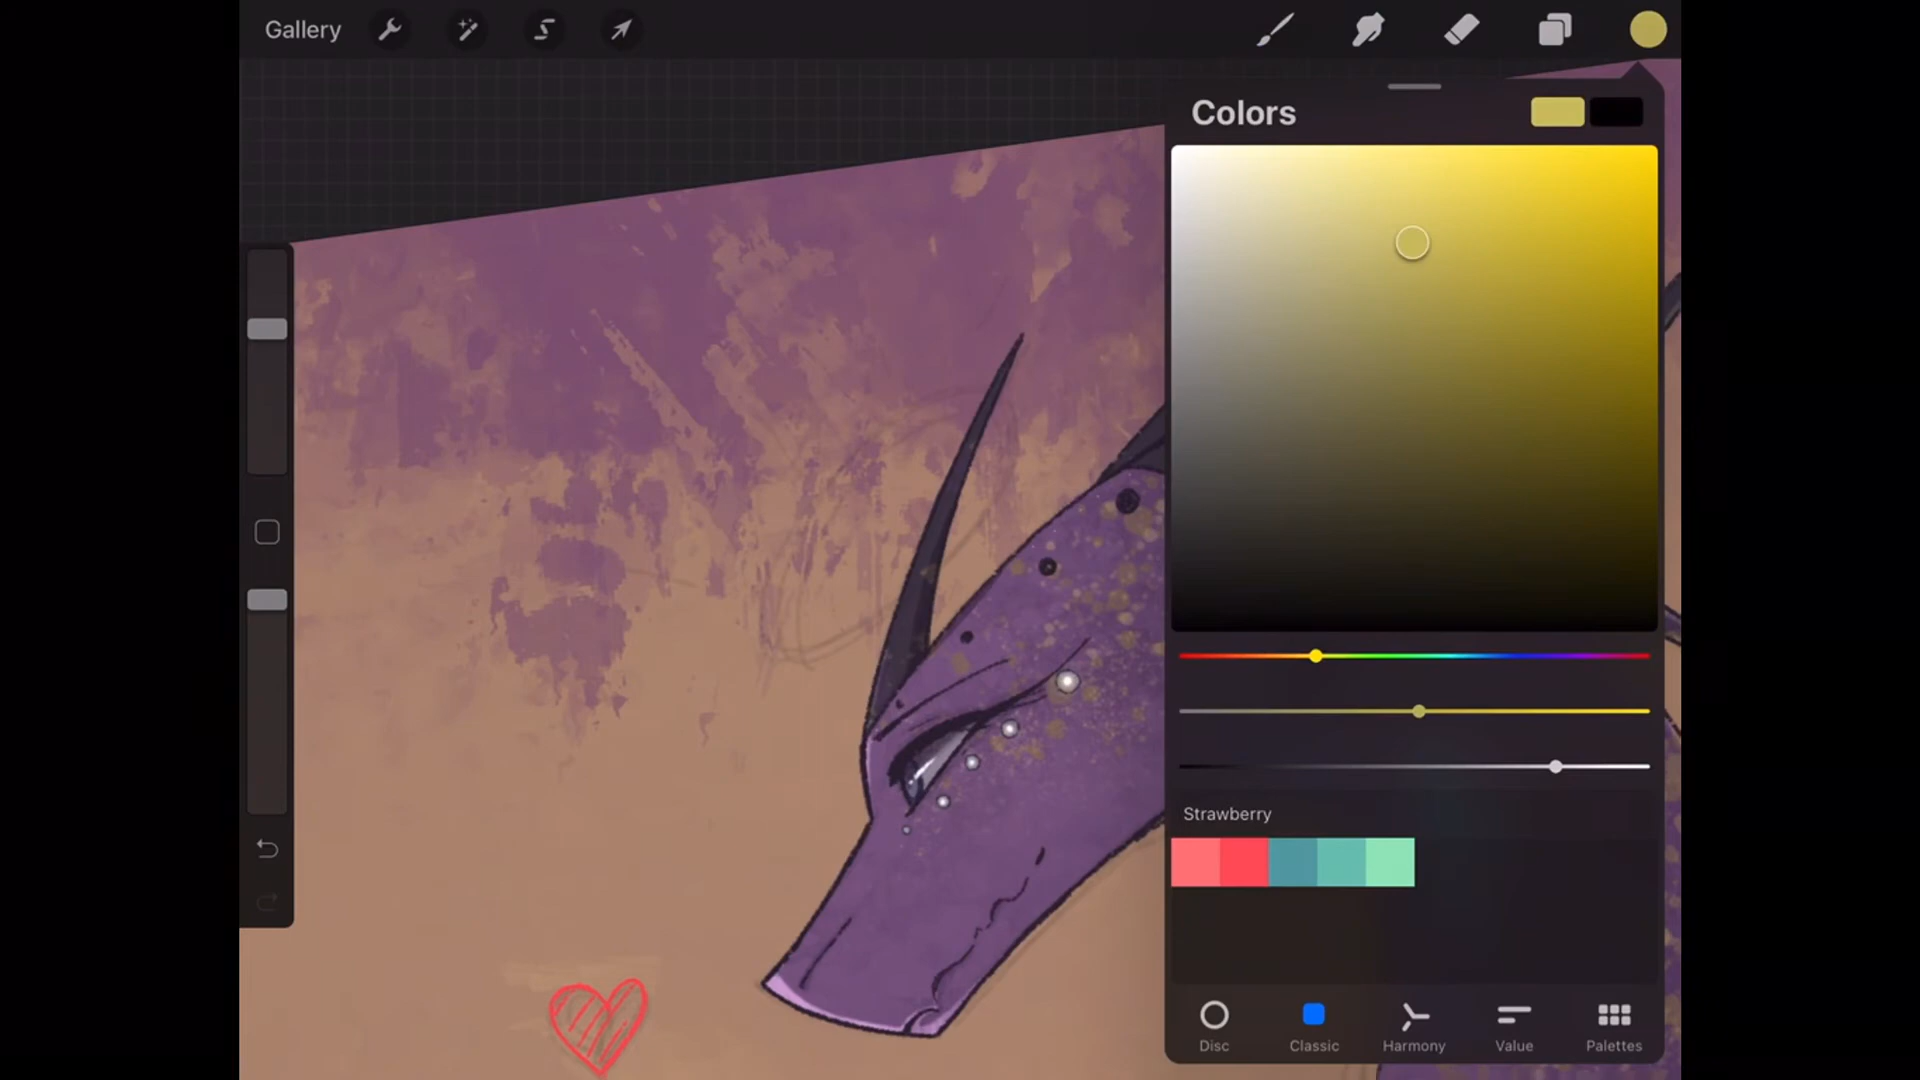 Gallery
Colors
Strawberry
Disc
Classic
Harmony
Value
Palettes